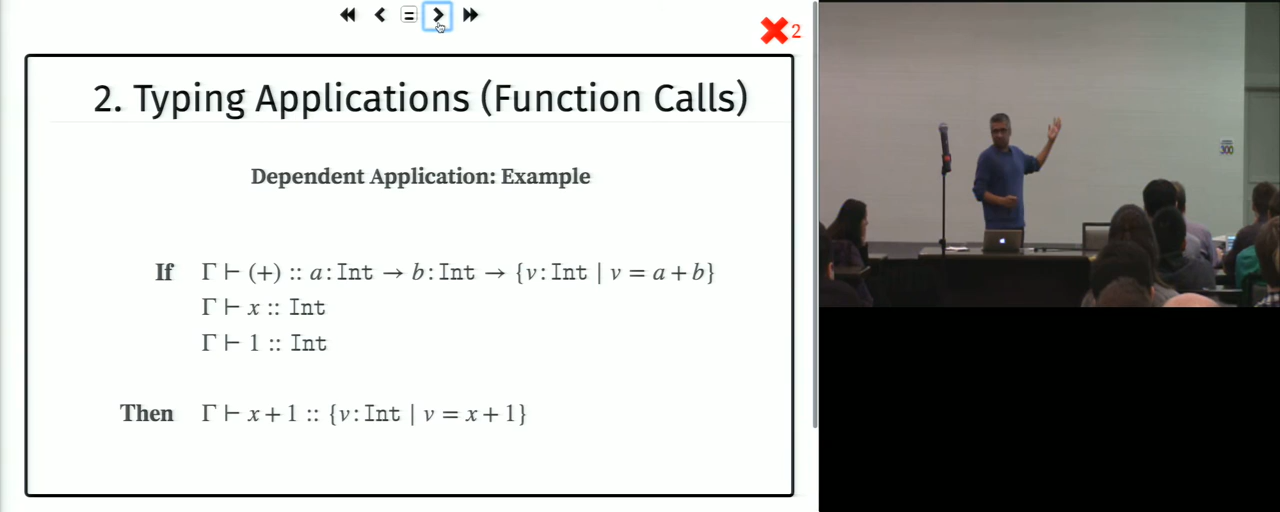 2
2. Typing Applications (Function Calls)
Dependent Application: Example
If Γ ⊢ (+) :: a:Int → b:Int → {v:Int | v = a + b}
Γ ⊢ x :: Int
Γ ⊢ 1 :: Int
Then Γ ⊢ x + 1 :: {v:Int | v = x + 1}
300